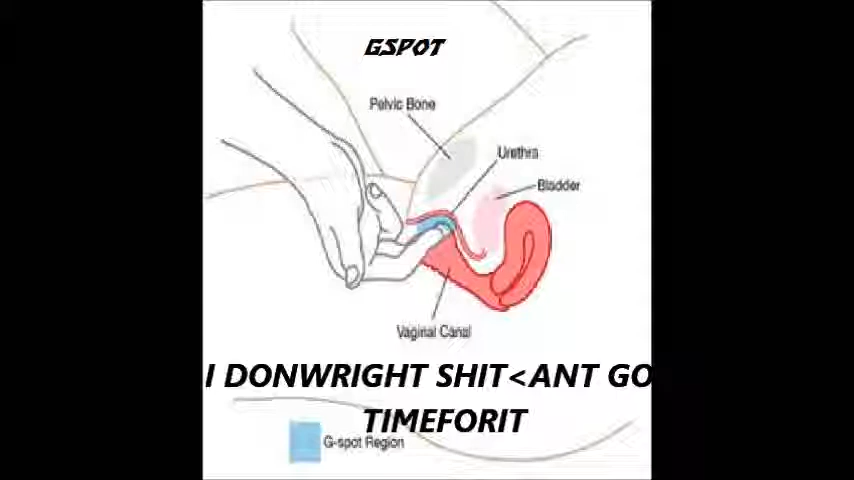 GSPOT
Pelvic Bone
Urethra
Bladder
Vaginal Canal
I DONWRIGHT SHIT<ANT GO
TIMEFORIT
G-spot Region